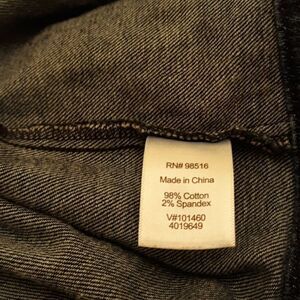 RN# 98516
Made in China
98% Cotton
2% Spandex
V#101460
4019649